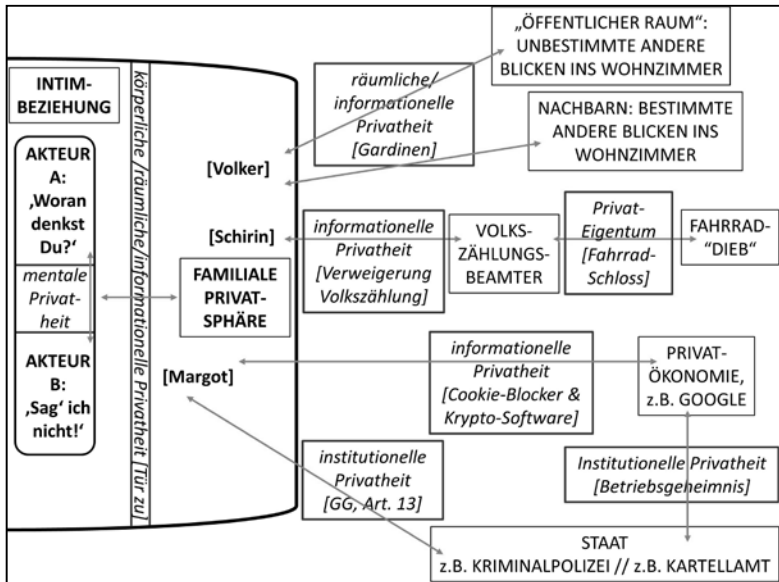 INTIM-
BEZIEHUNG
AKTEUR
A:
‚Woran
denkst
Du?‘
mentale
Privat-
heit
AKTEUR
B:
‚Sag‘ ich
nicht!‘
körperliche /räumliche/informationelle Privatheit [Tür zu]
[Volker]
[Schirin]
FAMILIALE
PRIVAT-
SPHÄRE
[Margot]
räumliche/
informationelle
Privatheit
[Gardinen]
„ÖFFENTLICHER RAUM“:
UNBESTIMMTE ANDERE
BLICKEN INS WOHNZIMMER
NACHBARN: BESTIMMTE
ANDERE BLICKEN INS
WOHNZIMMER
informationelle
Privatheit
[Verweigerung
Volkszählung]
VOLKS-
ZÄHLUNGS-
BEAMTER
Privat-
Eigentum
[Fahrrad-
Schloss]
FAHRRAD-
“DIEB“
informationelle
Privatheit
[Cookie-Blocker &
Krypto-Software]
PRIVAT-
ÖKONOMIE,
z.B. GOOGLE
institutionelle
Privatheit
[GG, Art. 13]
Institutionelle Privatheit
[Betriebsgeheimnis]
STAAT
z.B. KRIMINALPOLIZEI // z.B. KARTELLAMT